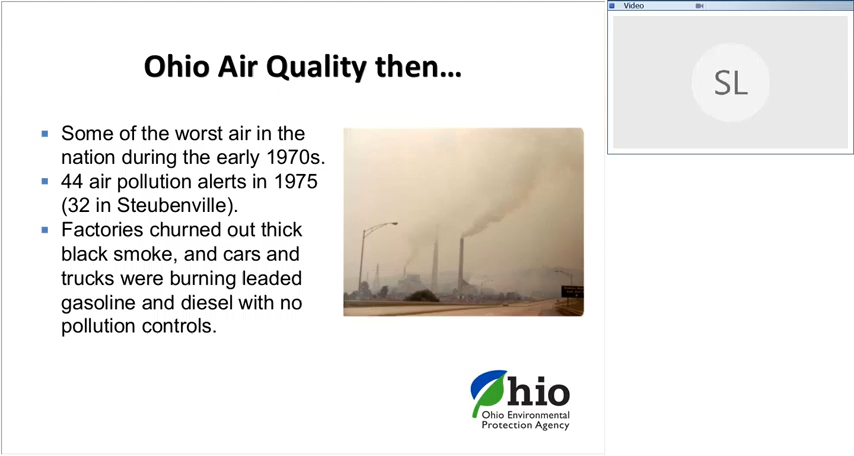 Ohio Air Quality then...
Some of the worst air in the
nation during the early 1970s.
44 air pollution alerts in 1975
(32 in Steubenville).
Factories churned out thick
black smoke, and cars and
trucks were burning leaded
gasoline and diesel with no
pollution controls.
Ohio
Ohio Environmental
Protection Agency
Video
SL